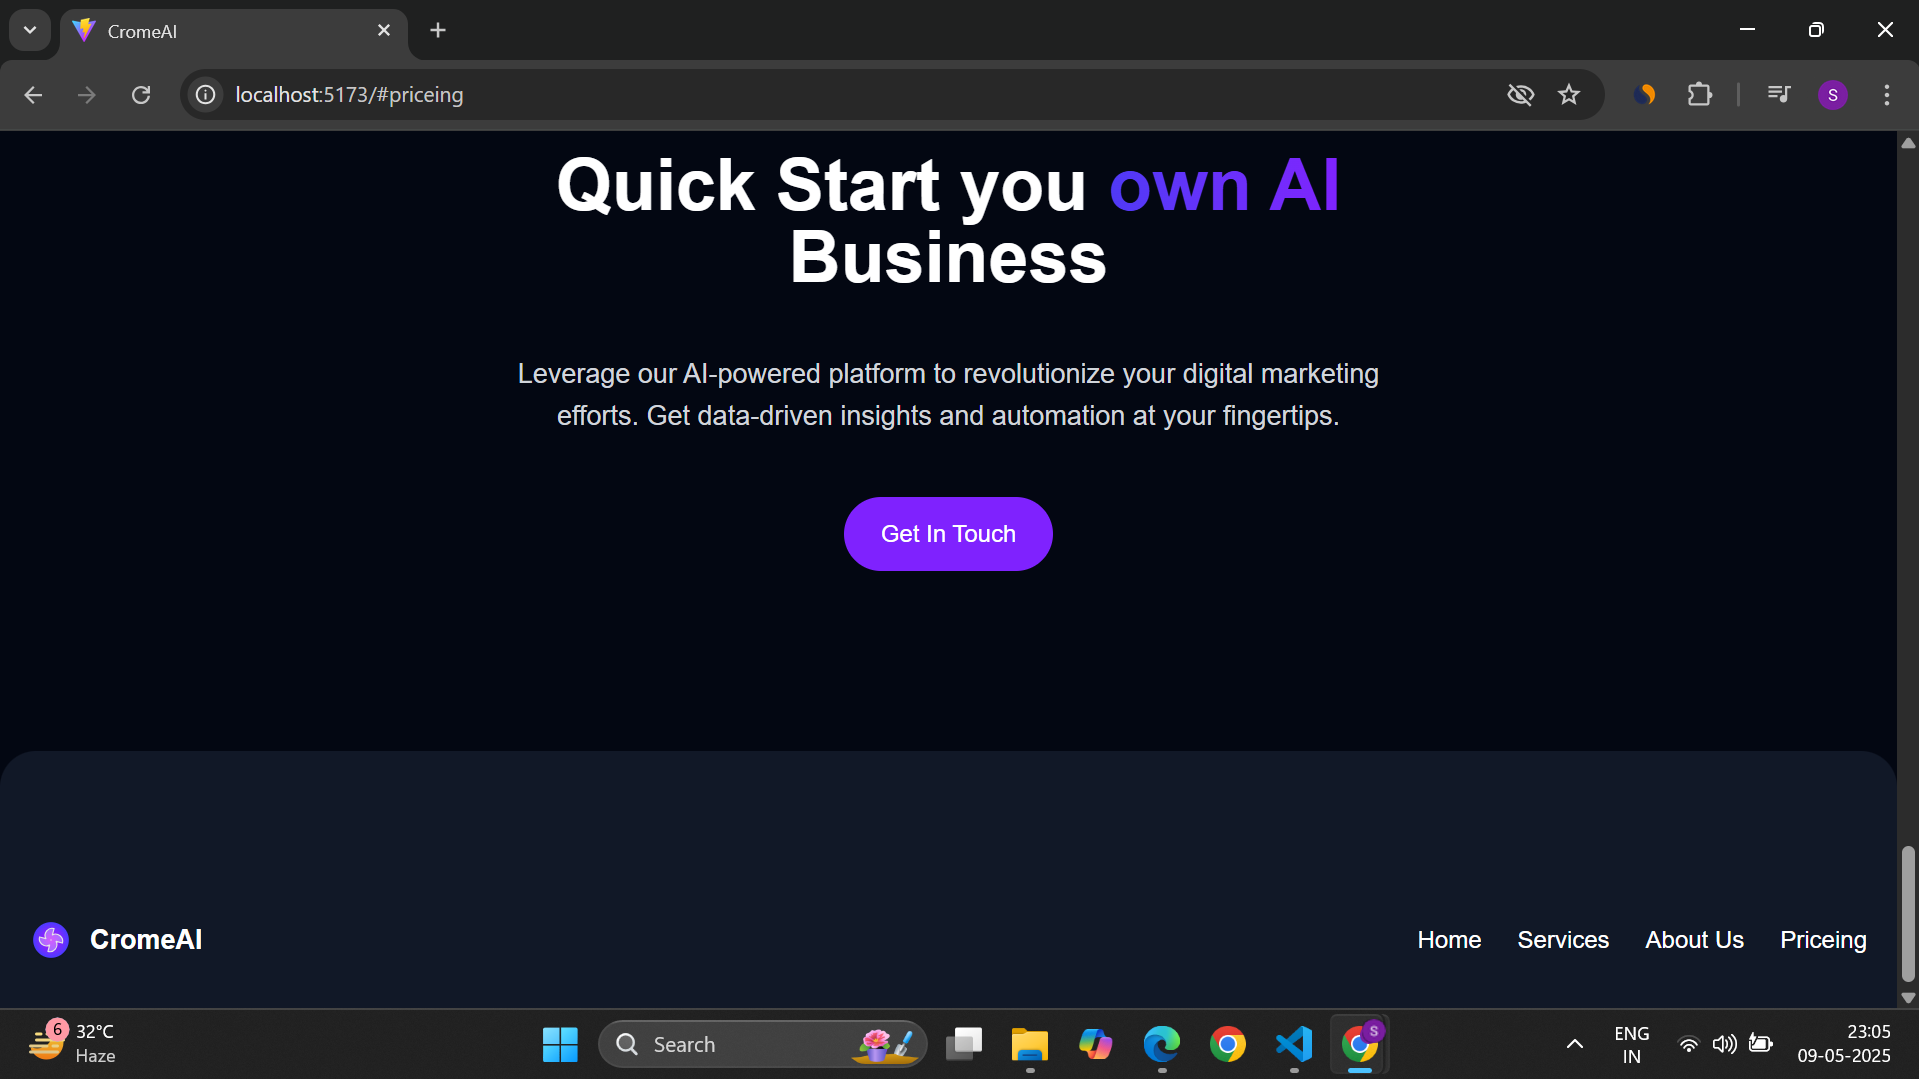 CromeAI
localhost:5173/#priceing
S
Quick Start you own AI
Business
Leverage our AI-powered platform to revolutionize your digital marketing
efforts. Get data-driven insights and automation at your fingertips.
Get In Touch
CromeAI
Home Services About Us Priceing
6
32°C
Haze
Search
S
ENG
IN
23:05
09-05-2025